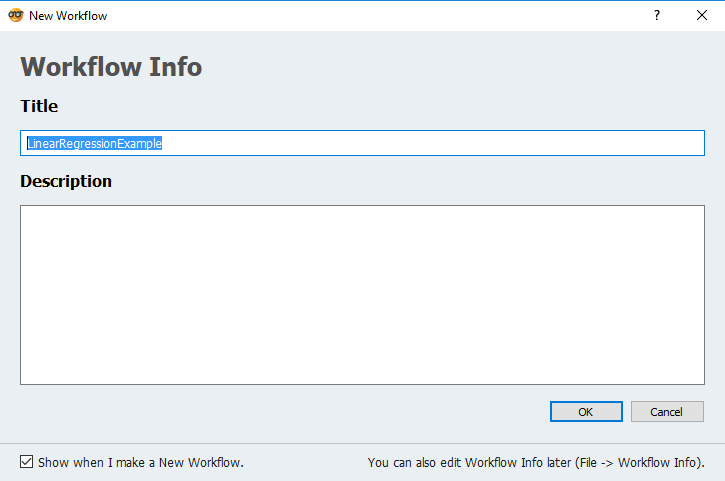 New Workflow
?
Workflow Info
Title
LinearRegressionExample
Description
OK Cancel
Show when I make a New Workflow. You can also edit Workflow Info later (File -> Workflow Info).